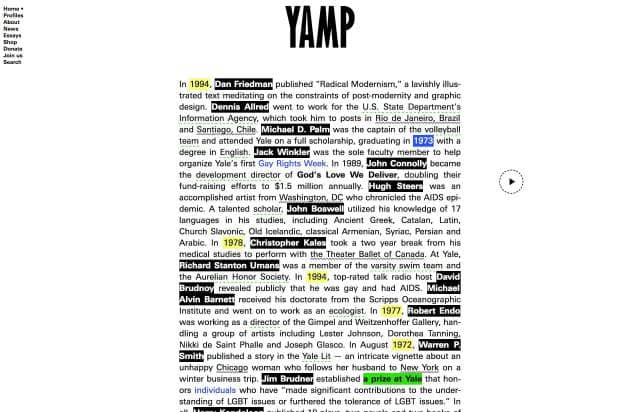 Home •
Profiles
About
News
Essays
Shop
Donate
Join us
Search
YAMP
In 1994, Dan Friedman published “Radical Modernism,” a lavishly illus-
trated text meditating on the constraints of post-modernity and graphic
design. Dennis Allred went to work for the U.S. State Department’s
Information Agency, which took him to posts in Rio de Janeiro, Brazil
and Santiago, Chile. Michael D. Palm was the captain of the volleyball
team and attended Yale on a full scholarship, graduating in 1973 with a
degree in English. Jack Winkler was the sole faculty member to help
organize Yale’s first Gay Rights Week. In 1989, John Connolly became
the development director of God’s Love We Deliver, doubling their
fund-raising efforts to $1.5 million annually. Hugh Steers was an
accomplished artist from Washington, DC who chronicled the AIDS epi-
demic. A talented scholar, John Boswell utilized his knowledge of 17
languages in his studies, including Ancient Greek, Catalan, Latin,
Church Slavonic, Old Icelandic, classical Armenian, Syriac, Persian and
Arabic. In 1978, Christopher Kales took a two year break from his
medical studies to perform with the Theater Ballet of Canada. At Yale,
Richard Stanton Umans was a member of the varsity swim team and
the Aurelian Honor Society. In 1994, top-rated talk radio host David
Brudnoy revealed publicly that he was gay and had AIDS. Michael
Alvin Barnett received his doctorate from the Scripps Oceanographic
Institute and went on to work as an ecologist. In 1977, Robert Endo
was working as a director of the Gimpel and Weitzenhoffer Gallery, han-
dling a group of artists including Lester Johnson, Dorothea Tanning,
Nikki de Saint Phalle and Joseph Glasco. In August 1972, Warren P.
Smith published a story in the Yale Lit — an intricate vignette about an
unhappy Chicago woman who follows her husband to New York on a
winter business trip. Jim Brudner established a prize at Yale that hon-
ors individuals who have “made significant contributions to the under-
standing of LGBT issues or furthered the tolerance of LGBT issues.” In